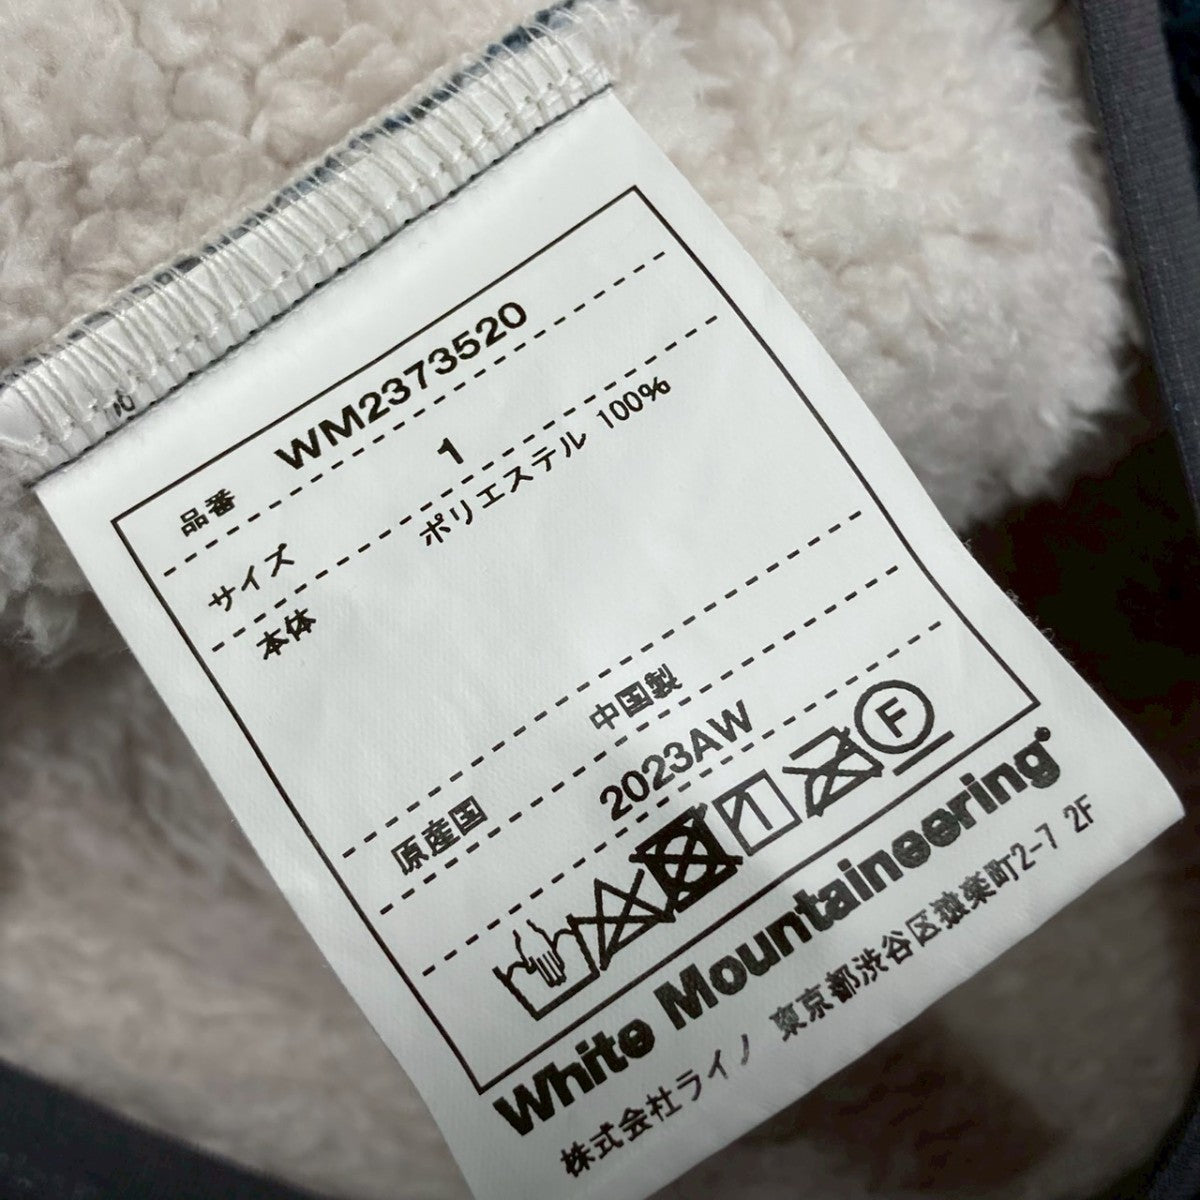 品番 WM2373520
サイズ 1
本体 ポリエステル 100%
原産国 中国製
2023AW
F
White Mountaineering®
株式会社ライノ 東京都渋谷区猿楽町2-7 2F